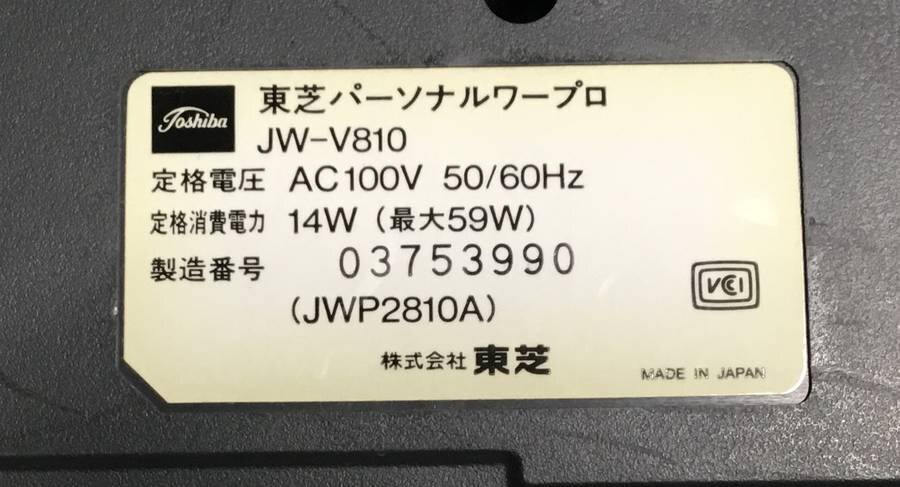 Toshiba
東芝パーソナルワープロ
JW-V810
定格電圧 AC100V 50/60Hz
定格消費電力 14W (最大59W)
製造番号 03753990
(JWP2810A)
VCCI
株式会社 東芝
MADE IN JAPAN